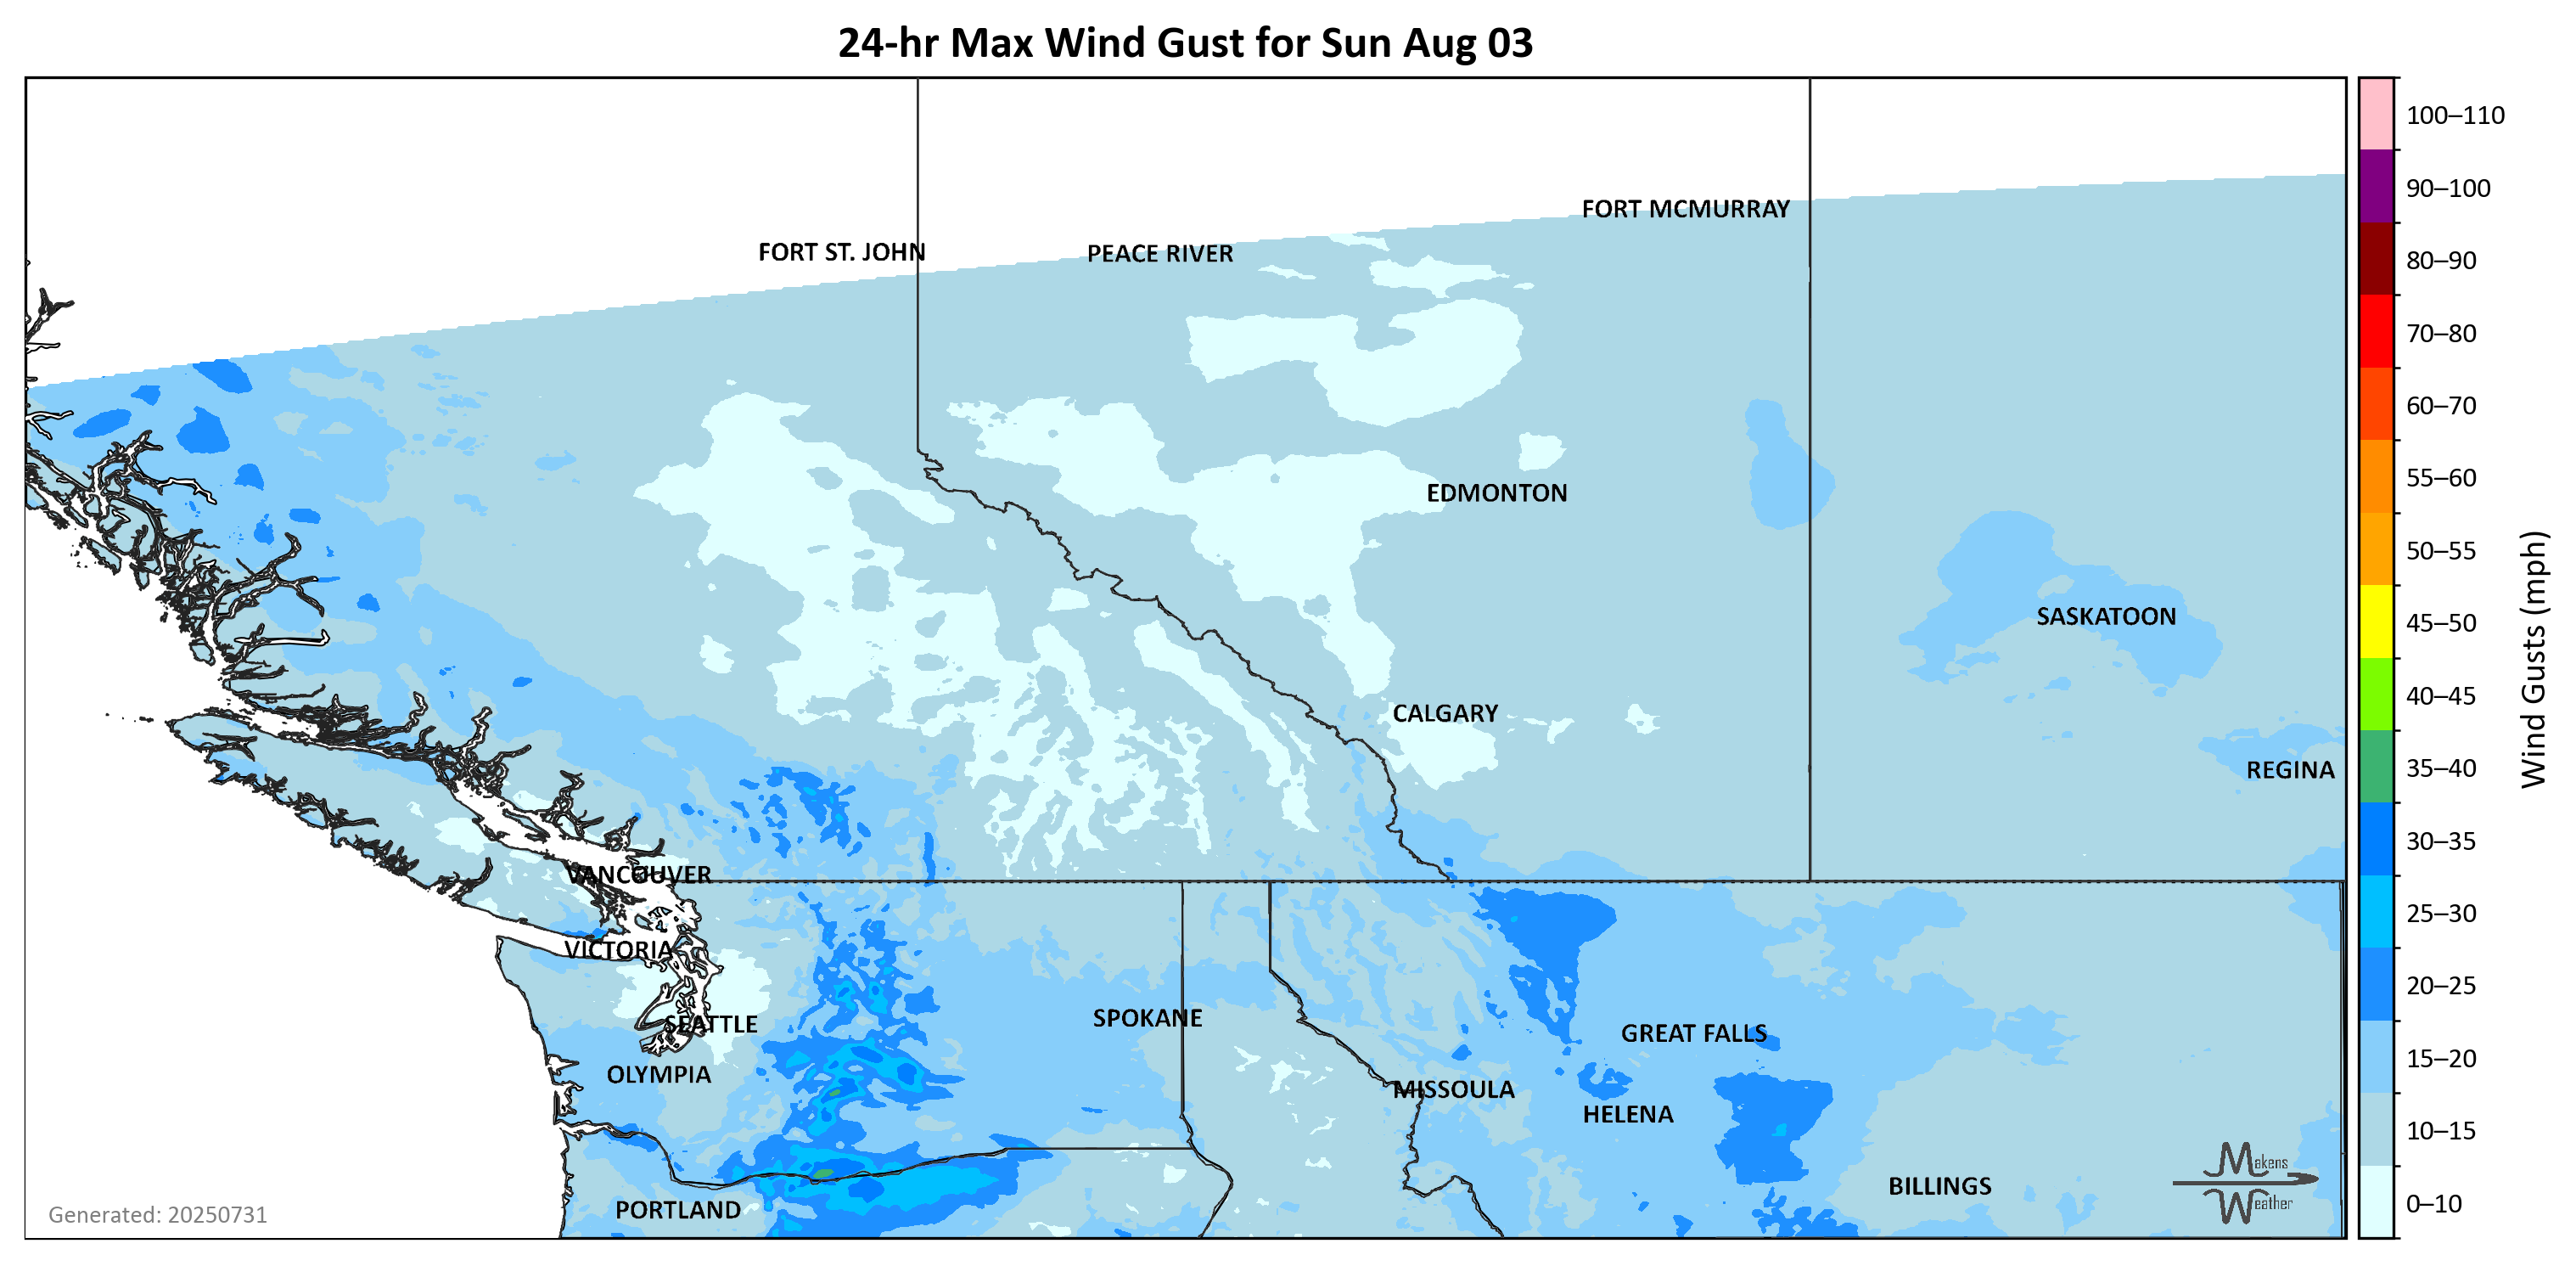 24-hr Max Wind Gust for Sun Aug 03
100–110
90–100
80–90
70–80
60–70
55–60
50–55
45–50
40–45
35–40
30–35
25–30
20–25
15–20
10–15
0–10
Wind Gusts (mph)
FORT MCMURRAY
FORT ST. JOHN
PEACE RIVER
EDMONTON
SASKATOON
CALGARY
REGINA
VANCOUVER
VICTORIA
SEATTLE
SPOKANE
GREAT FALLS
OLYMPIA
MISSOULA
HELENA
BILLINGS
PORTLAND
Makens
Weather
Generated: 20250731